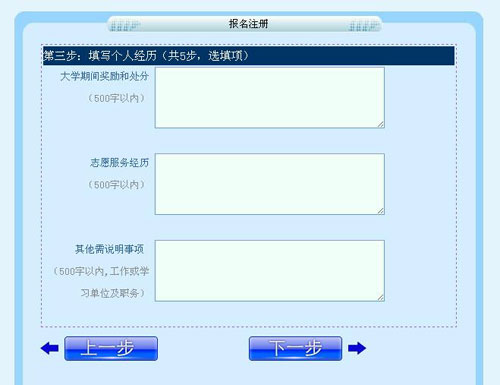 报名注册
第三步：填写个人经历（共5步，选填项）
大学期间奖励和处分
（500字以内）
志愿服务经历
（500字以内）
其他需说明事项
（500字以内,工作或学
习单位及职务）
上一步 下一步